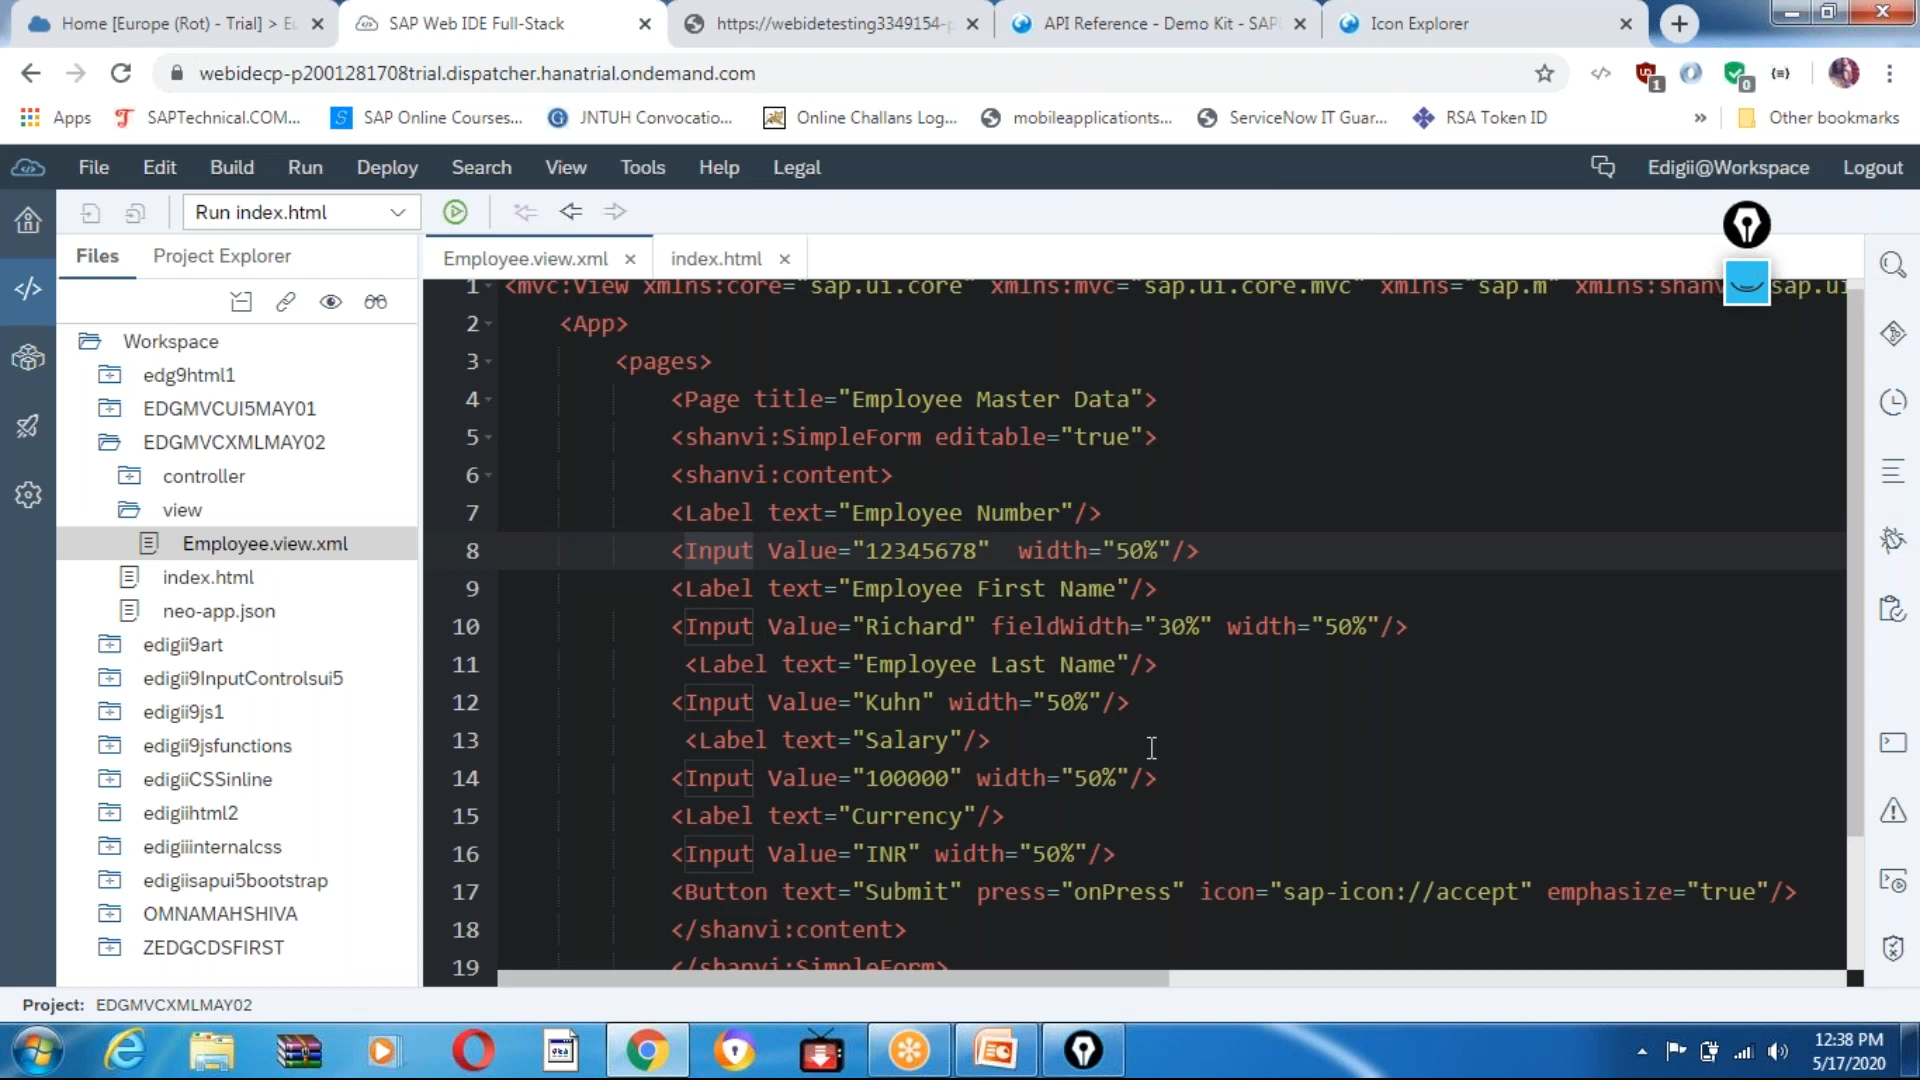 Home [Europe (Rot) - Trial] > E
SAP Web IDE Full-Stack
https://webidetesting3349154-
API Reference - Demo Kit - SAP
Icon Explorer
webidecp-p2001281708trial.dispatcher.hanatrial.ondemand.com
1
0
Apps
SAPTechnical.COM...
SAP Online Courses...
JNTUH Convocatio...
Online Challans Log...
mobileapplicationts...
ServiceNow IT Guar...
RSA Token ID
»
Other bookmarks
File
Edit
Build
Run
Deploy
Search
View
Tools
Help
Legal
Edigii@Workspace
Logout
Run index.html
Files
Project Explorer
Employee.view.xml
index.html
Workspace
edg9html1
EDGMVCUI5MAY01
EDGMVCXMLMAY02
controller
view
Employee.view.xml
index.html
neo-app.json
edigii9art
edigii9InputControlsui5
edigii9js1
edigii9jsfunctions
edigiiCSSinline
edigiihtml2
edigiiinternalcss
edigiisapui5bootstrap
OMNAMAHSHIVA
ZEDGCDSFIRST
1 <mvc:View xmlns:core="sap.ui.core" xmlns:mvc="sap.ui.core.mvc" xmlns="sap.m" xmlns:shanv sap.ui
2 <App>
3 <pages>
4 <Page title="Employee Master Data">
5 <shanvi:SimpleForm editable="true">
6 <shanvi:content>
7 <Label text="Employee Number"/>
8 <Input Value="12345678"  width="50%"/>
9 <Label text="Employee First Name"/>
10 <Input Value="Richard" fieldWidth="30%" width="50%"/>
11 <Label text="Employee Last Name"/>
12 <Input Value="Kuhn" width="50%"/>
13 <Label text="Salary"/>
14 <Input Value="100000" width="50%"/>
15 <Label text="Currency"/>
16 <Input Value="INR" width="50%"/>
17 <Button text="Submit" press="onPress" icon="sap-icon://accept" emphasize="true"/>
18 </shanvi:content>
19 </shanvi:SimpleForm>
Project: EDGMVCXMLMAY02
12:38 PM
5/17/2020